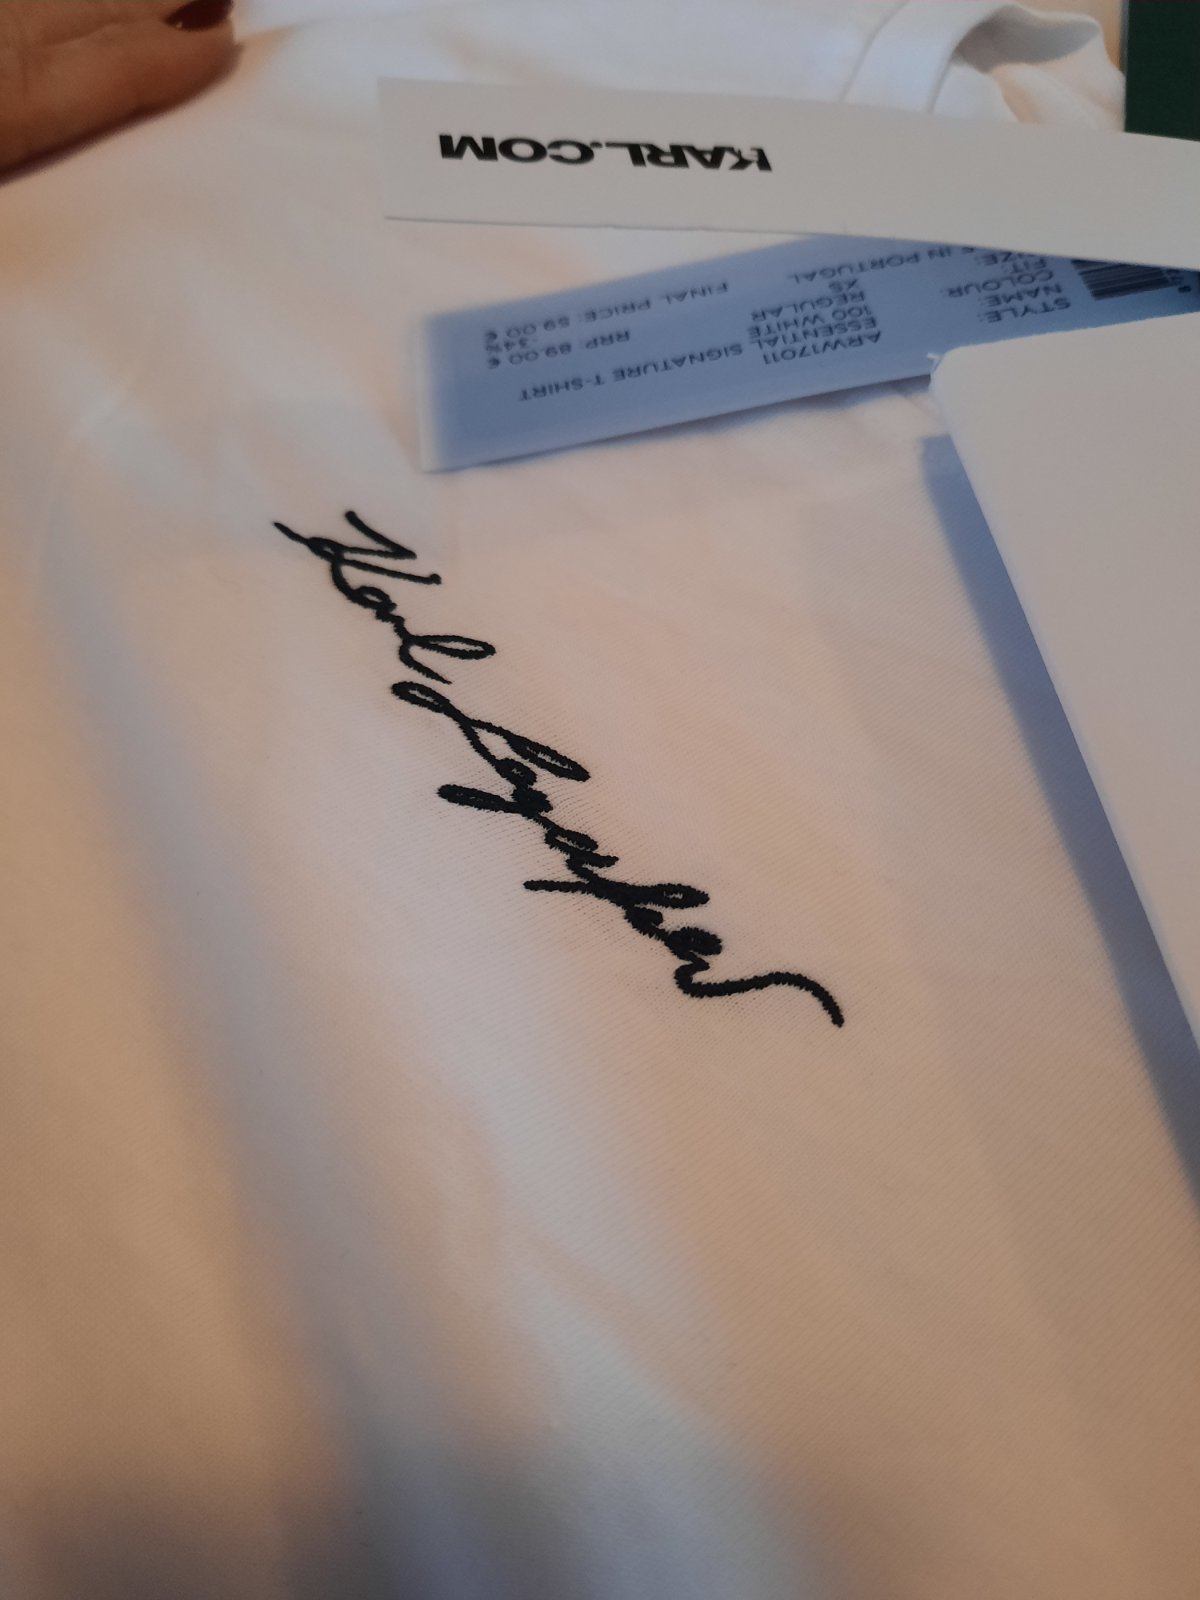 KARL.COM
STYLE: ARW17011
NAME: ESSENTIAL SIGNATURE T-SHIRT
COLOUR: 100 WHITE
FIT: REGULAR
SIZE: XS
IN PORTUGAL
RRP: 89.00 €
-34%
FINAL PRICE: 59.00 €
Karl Lagerfeld